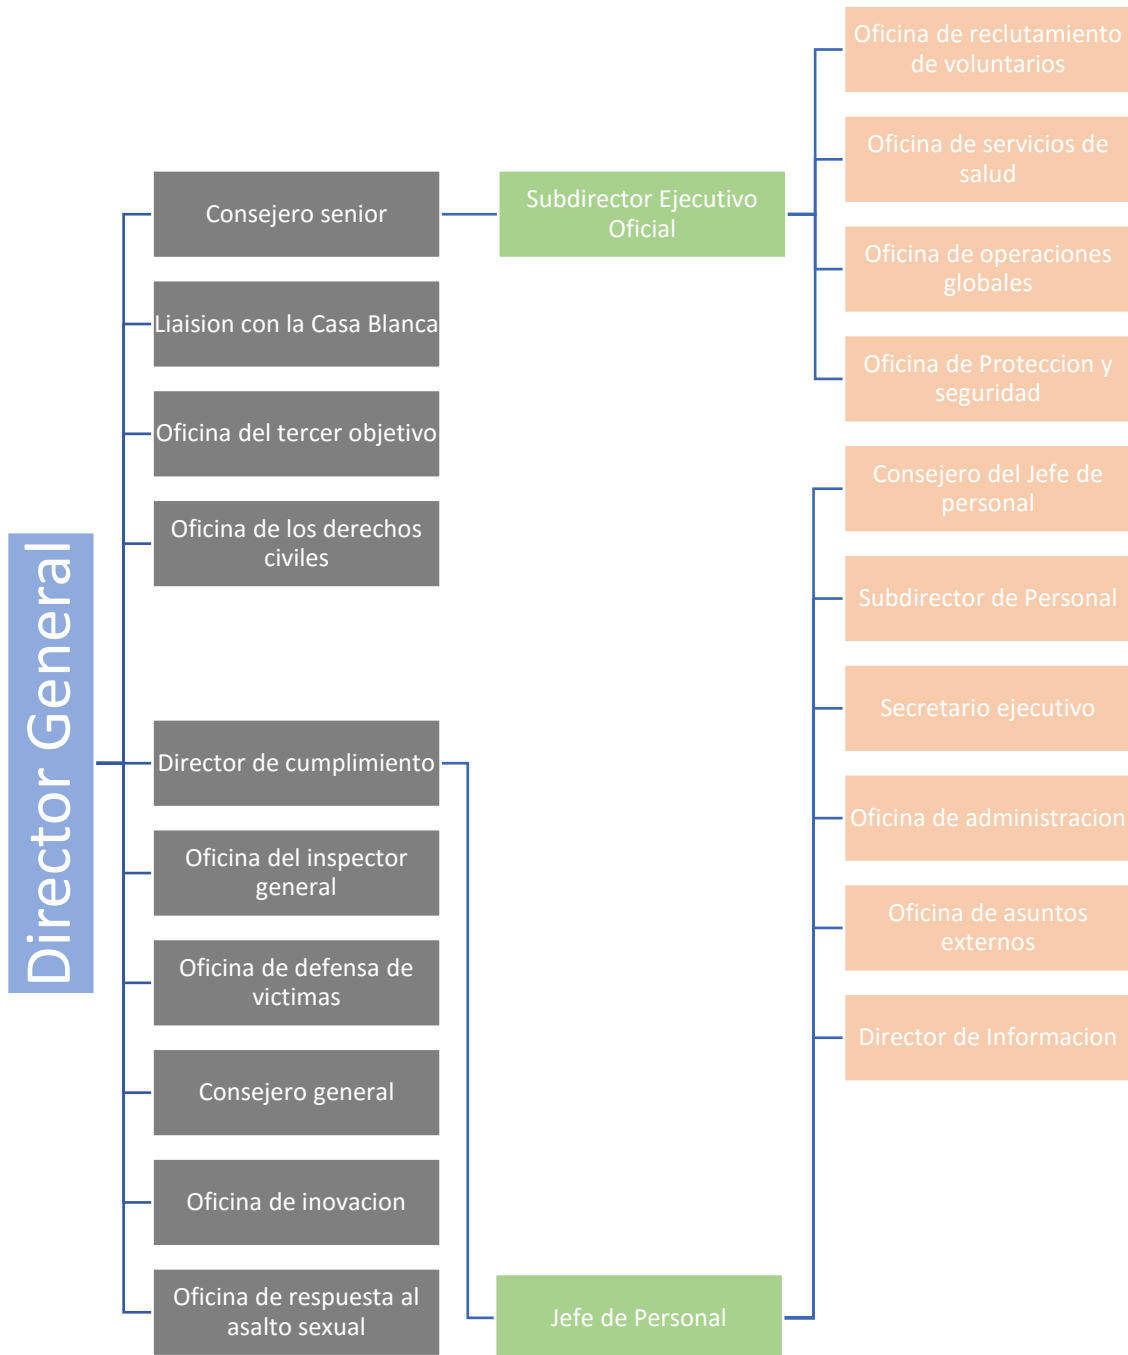 Director General
Consejero senior
Liaision con la Casa Blanca
Oficina del tercer objetivo
Oficina de los derechos
civiles
Director de cumplimiento
Oficina del inspector
general
Oficina de defensa de
victimas
Consejero general
Oficina de inovacion
Oficina de respuesta al
asalto sexual
Subdirector Ejecutivo
Oficial
Jefe de Personal
Oficina de reclutamiento
de voluntarios
Oficina de servicios de
salud
Oficina de operaciones
globales
Oficina de Proteccion y
seguridad
Consejero del Jefe de
personal
Subdirector de Personal
Secretario ejecutivo
Oficina de administracion
Oficina de asuntos
externos
Director de Informacion